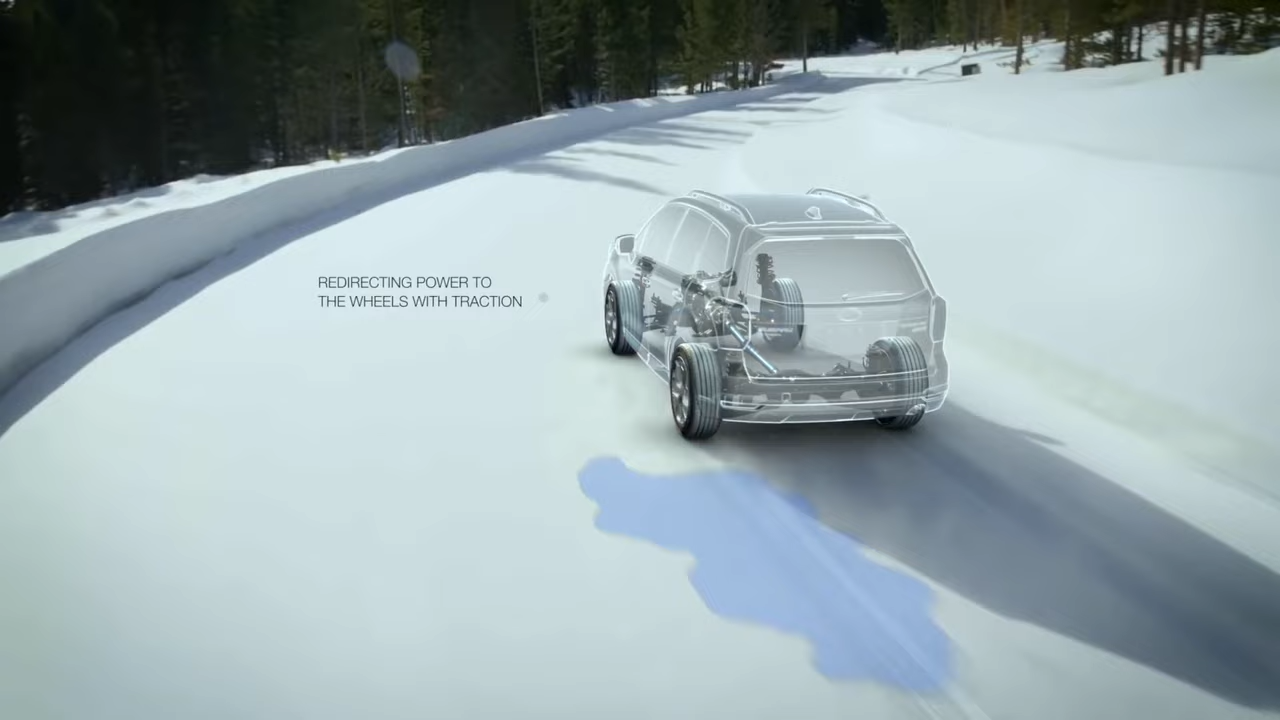 REDIRECTING POWER TO
THE WHEELS WITH TRACTION